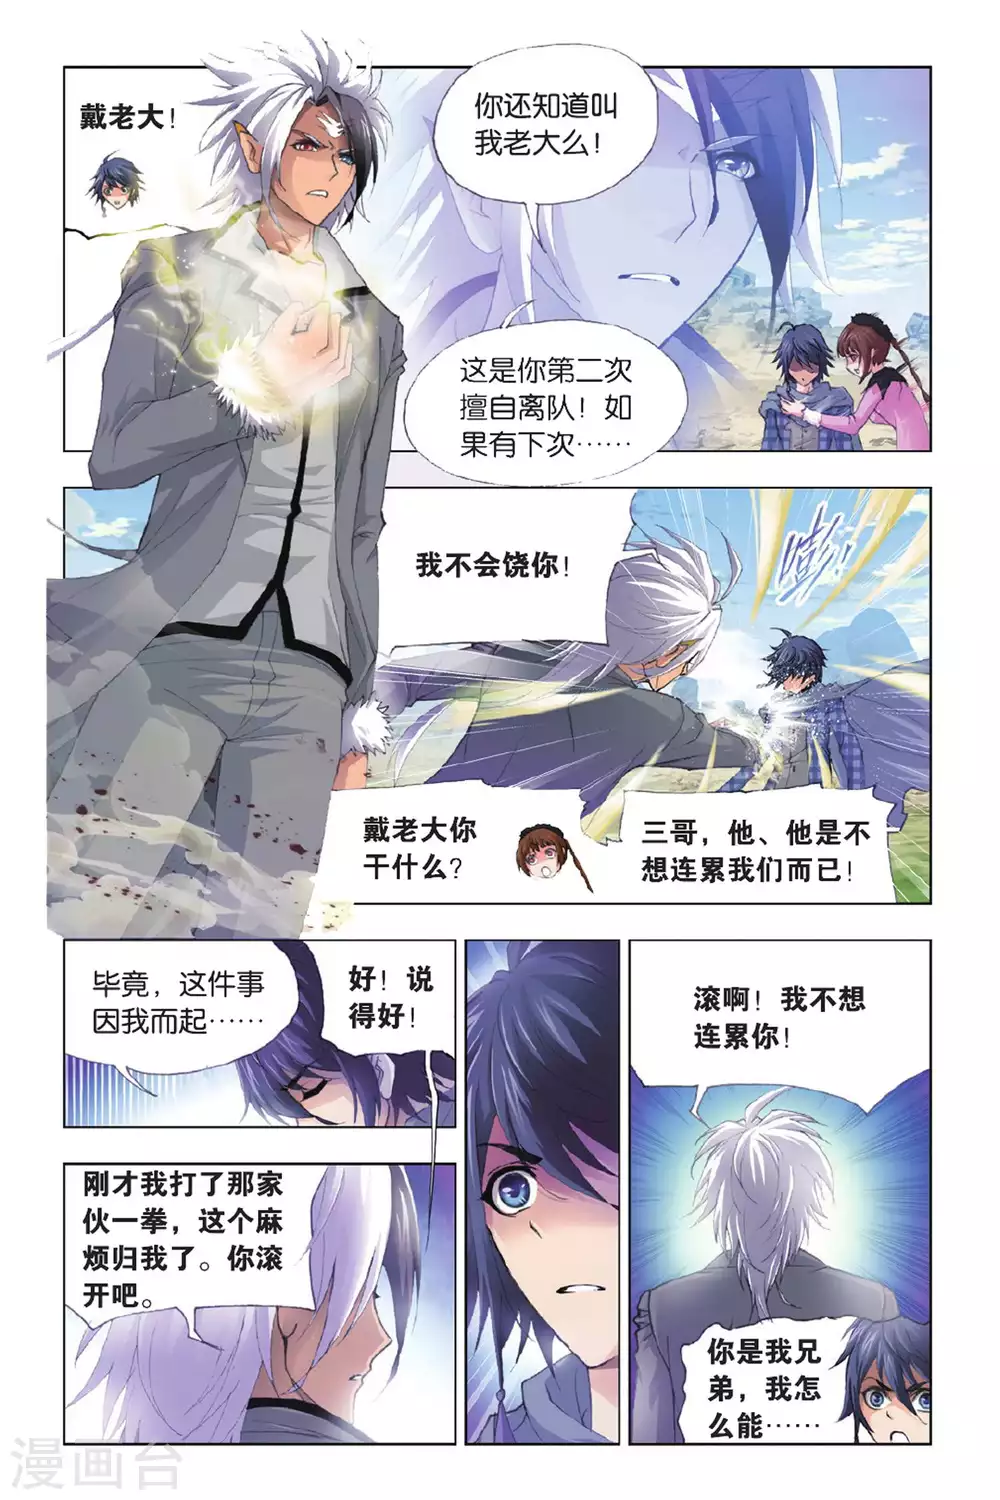 戴老大！
你还知道叫
我老大么！
这是你第二次
擅自离队！如
果有下次……
我不会饶你！
嘭
戴老大你
干什么？
三哥，他、他是不
想连累我们而已！
毕竟，这件事
因我而起……
好！说
得好！
刚才我打了那家
伙一拳，这个麻
烦归我了。你滚
开吧。
滚啊！我不想
连累你！
你是我兄
弟，我怎
么能……
漫画台